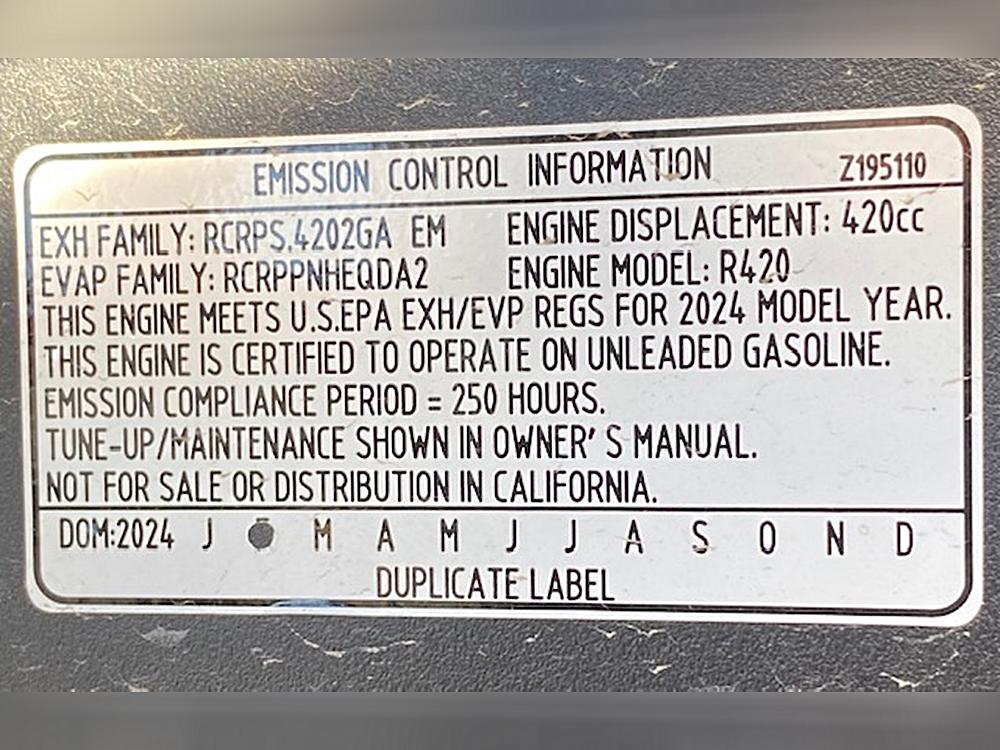 EMISSION CONTROL INFORMATION Z195110
EXH FAMILY: RCRPS.4202GA EM ENGINE DISPLACEMENT: 420cc
EVAP FAMILY: RCRPPNHEQDA2 ENGINE MODEL: R420
THIS ENGINE MEETS U.S.EPA EXH/EVP REGS FOR 2024 MODEL YEAR.
THIS ENGINE IS CERTIFIED TO OPERATE ON UNLEADED GASOLINE.
EMISSION COMPLIANCE PERIOD = 250 HOURS.
TUNE-UP/MAINTENANCE SHOWN IN OWNER' S MANUAL.
NOT FOR SALE OR DISTRIBUTION IN CALIFORNIA.
DOM:2024 J M A M J J A S O N D
DUPLICATE LABEL